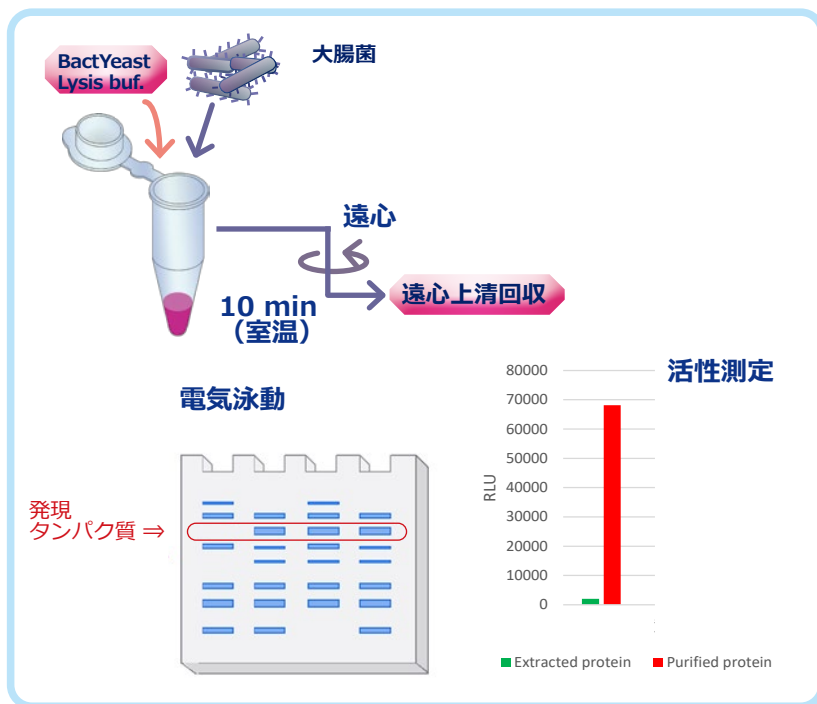 BactYeast
Lysis buf.
大腸菌
遠心
10 min
（室温）
遠心上清回収
電気泳動
発現
タンパク質 ⇒
活性測定
80000
70000
60000
50000
40000
30000
20000
10000
0
RLU
Extracted protein
Purified protein